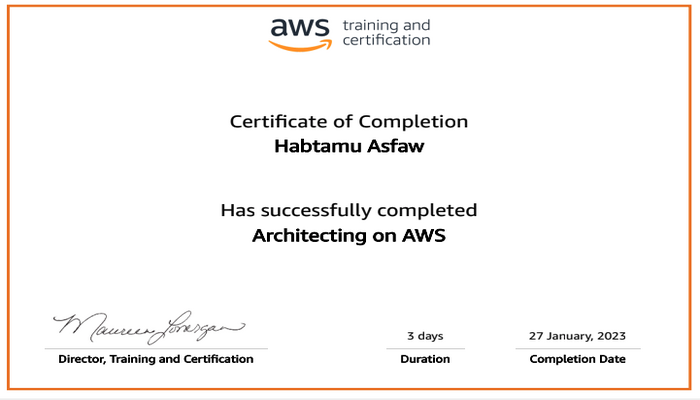 aws training and
certification
Certificate of Completion
Habtamu Asfaw
Has successfully completed
Architecting on AWS
Maureen Lonergan
3 days
27 January, 2023
Director, Training and Certification
Duration
Completion Date